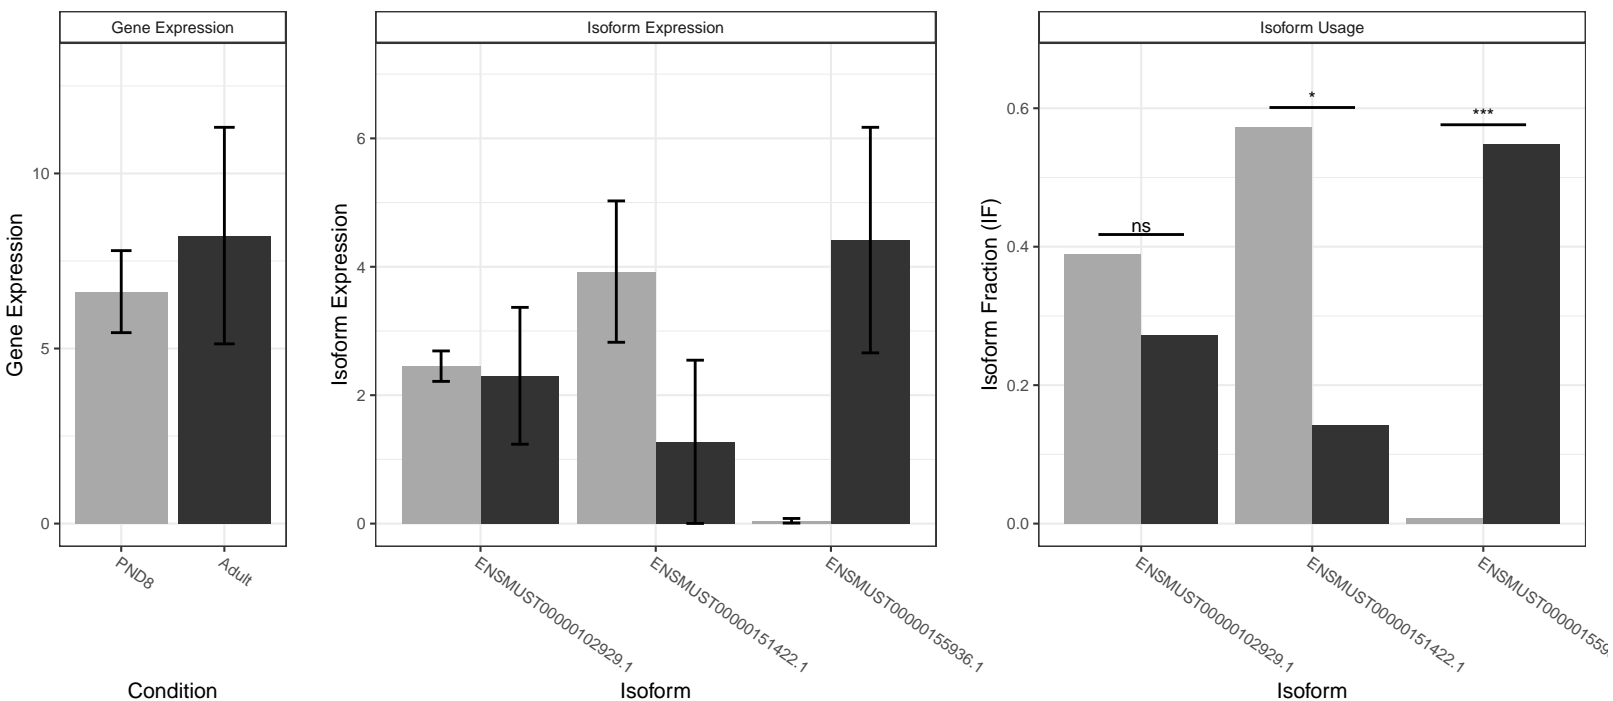 Gene Expression
Isoform Expression
Isoform Usage
Gene Expression
10
5
0
PND8
Adult
Condition
Isoform Expression
6
4
2
0
ENSMUST00000102929.1
ENSMUST00000151422.1
ENSMUST00000155936.1
Isoform
Isoform Fraction (IF)
0.6
0.4
0.2
0.0
ns
*
***
ENSMUST00000102929.1
ENSMUST00000151422.1
ENSMUST000001559
Isoform